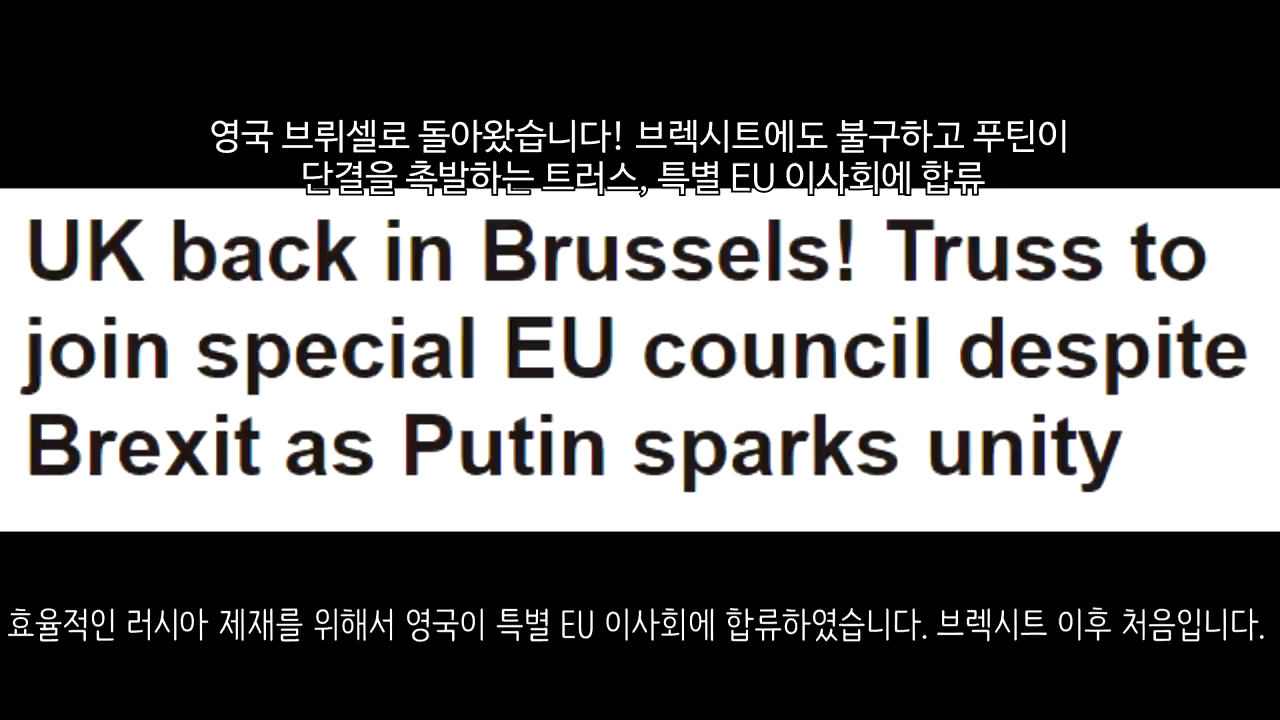 영국 브뤼셀로 돌아왔습니다! 브렉시트에도 불구하고 푸틴이
단결을 촉발하는 트러스, 특별 EU 이사회에 합류
UK back in Brussels! Truss to
join special EU council despite
Brexit as Putin sparks unity
효율적인 러시아 제재를 위해서 영국이 특별 EU 이사회에 합류하였습니다. 브렉시트 이후 처음입니다.